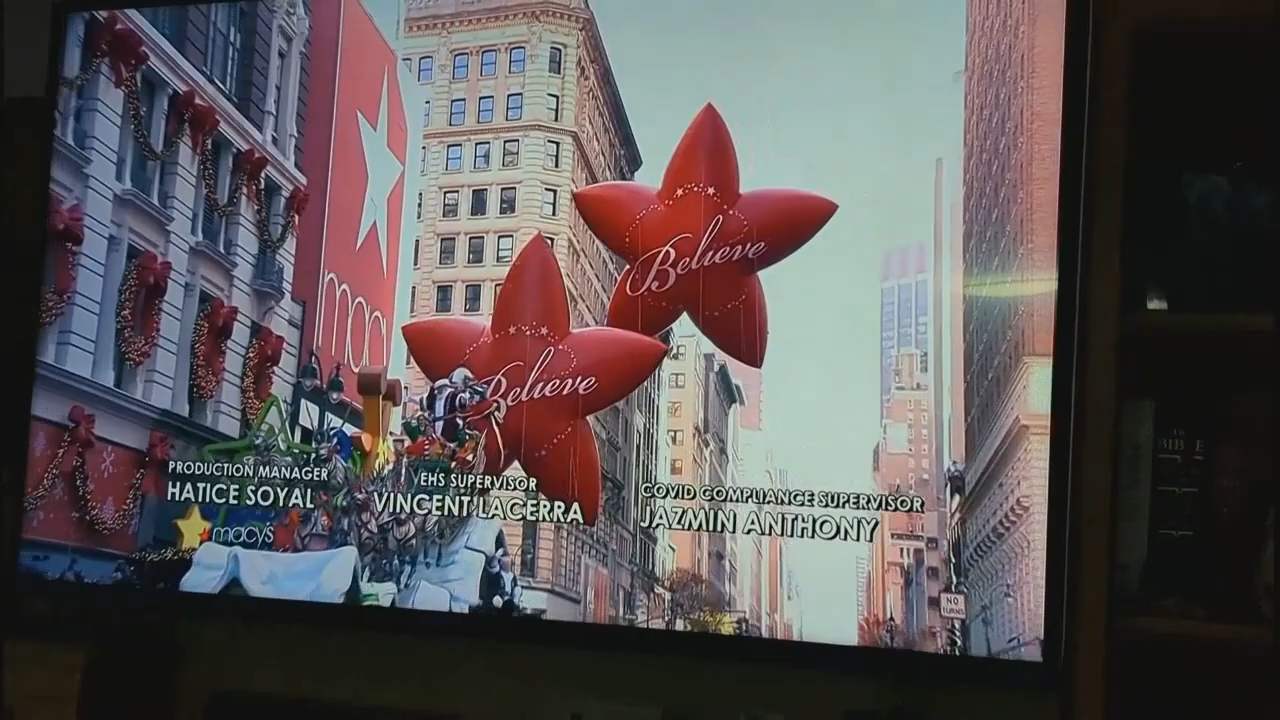 macy
Believe
Believe
PRODUCTION MANAGER
HATICE SOYAL
EHS SUPERVISOR
VINCENT LACERRA
COVID COMPLIANCE SUPERVISOR
JAZMIN ANTHONY
macy's
NO
TURNS